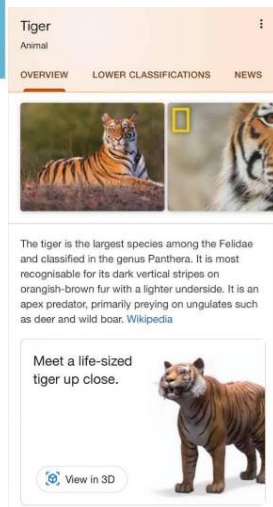 Tiger
Animal
OVERVIEW LOWER CLASSIFICATIONS NEWS
The tiger is the largest species among the Felidae
and classified in the genus Panthera. It is most
recognisable for its dark vertical stripes on
orangish-brown fur with a lighter underside. It is an
apex predator, primarily preying on ungulates such
as deer and wild boar. Wikipedia
Meet a life-sized
tiger up close.
View in 3D